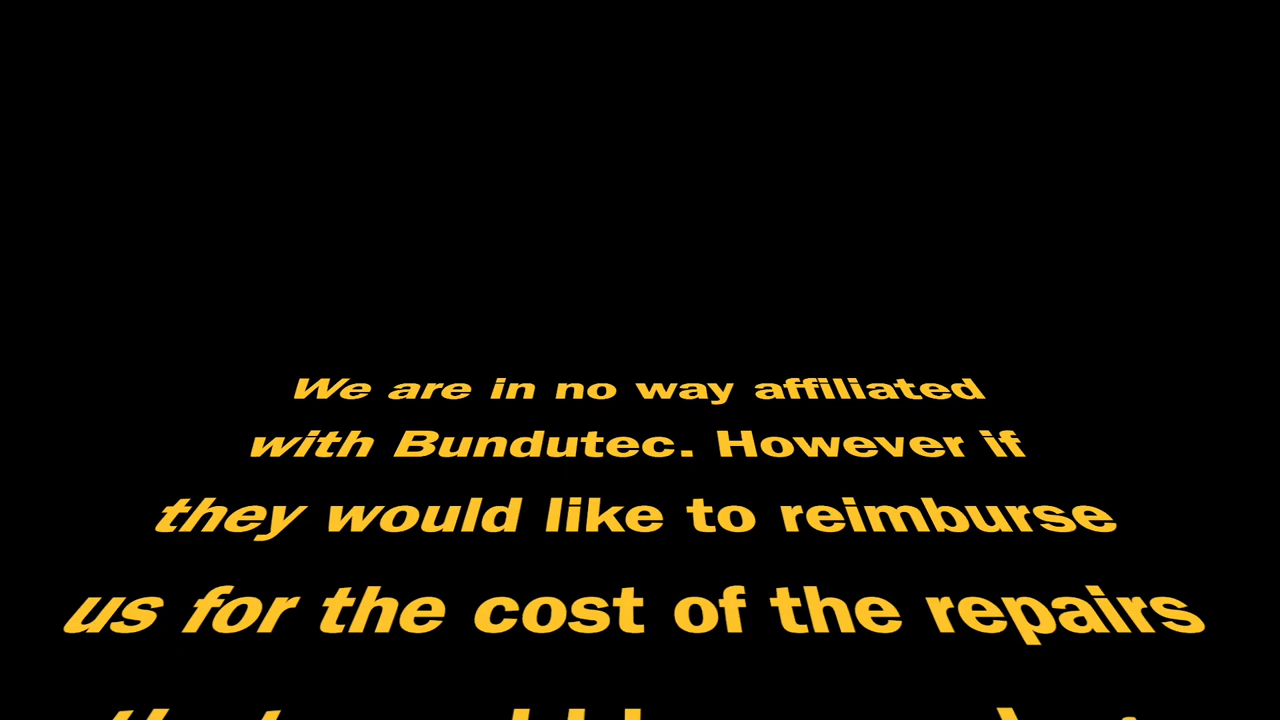 We are in no way affiliated
with Bundutec. However if
they would like to reimburse
us for the cost of the repairs